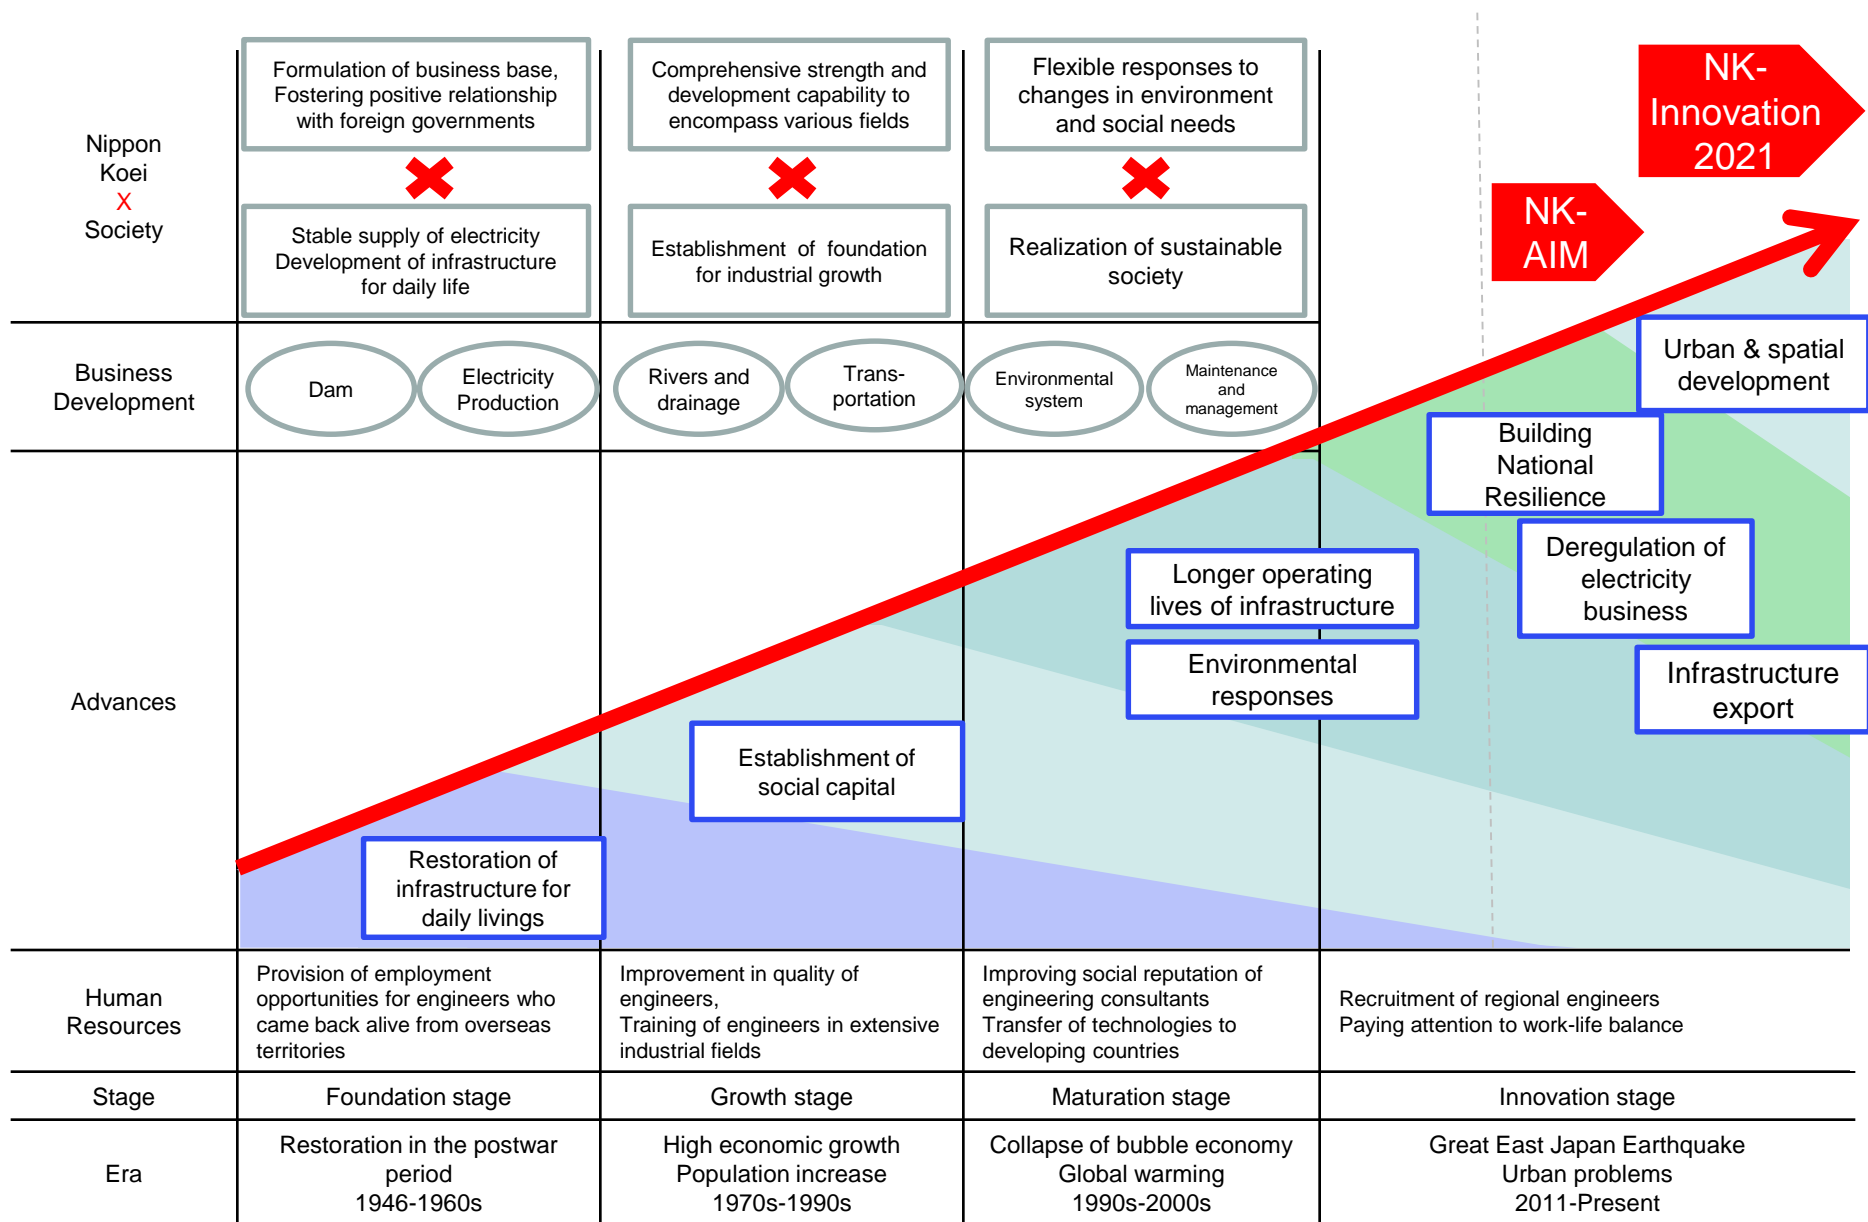 Nippon
Koei
X
Society
Formulation of business base,
Fostering positive relationship
with foreign governments
Stable supply of electricity
Development of infrastructure
for daily life
Comprehensive strength and
development capability to
encompass various fields
Establishment of foundation
for industrial growth
Flexible responses to
changes in environment
and social needs
Realization of sustainable
society
NK-
AIM
NK-
Innovation
2021
Business
Development
Dam
Electricity
Production
Rivers and
drainage
Trans-
portation
Environmental
system
Maintenance
and
management
Advances
Restoration of
infrastructure for
daily livings
Establishment of
social capital
Longer operating
lives of infrastructure
Environmental
responses
Building
National
Resilience
Urban & spatial
development
Deregulation of
electricity
business
Infrastructure
export
Human
Resources
Provision of employment
opportunities for engineers who
came back alive from overseas
territories
Improvement in quality of
engineers,
Training of engineers in extensive
industrial fields
Improving social reputation of
engineering consultants
Transfer of technologies to
developing countries
Recruitment of regional engineers
Paying attention to work-life balance
Stage
Foundation stage
Growth stage
Maturation stage
Innovation stage
Era
Restoration in the postwar
period
1946-1960s
High economic growth
Population increase
1970s-1990s
Collapse of bubble economy
Global warming
1990s-2000s
Great East Japan Earthquake
Urban problems
2011-Present